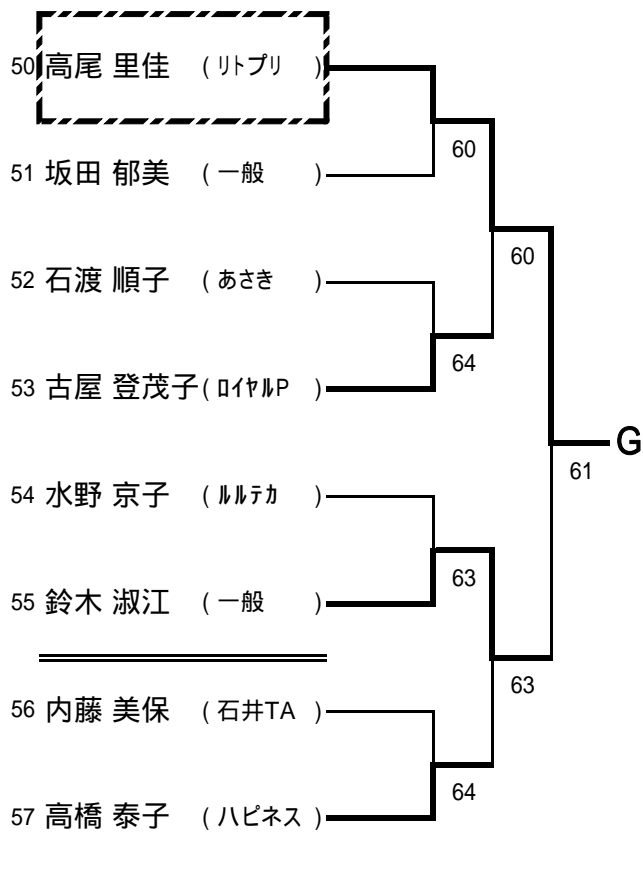 50 高尾 里佳 (ﾘﾄﾌﾟﾘ )
60
51 坂田 郁美 (一般 )
60
52 石渡 順子 (あさき )
64
53 古屋 登茂子(ﾛｲﾔﾙP )
G
61
54 水野 京子 (ﾙﾙﾃｶ )
63
55 鈴木 淑江 (一般 )
63
56 内藤 美保 (石井TA )
64
57 高橋 泰子 (ハピネス )